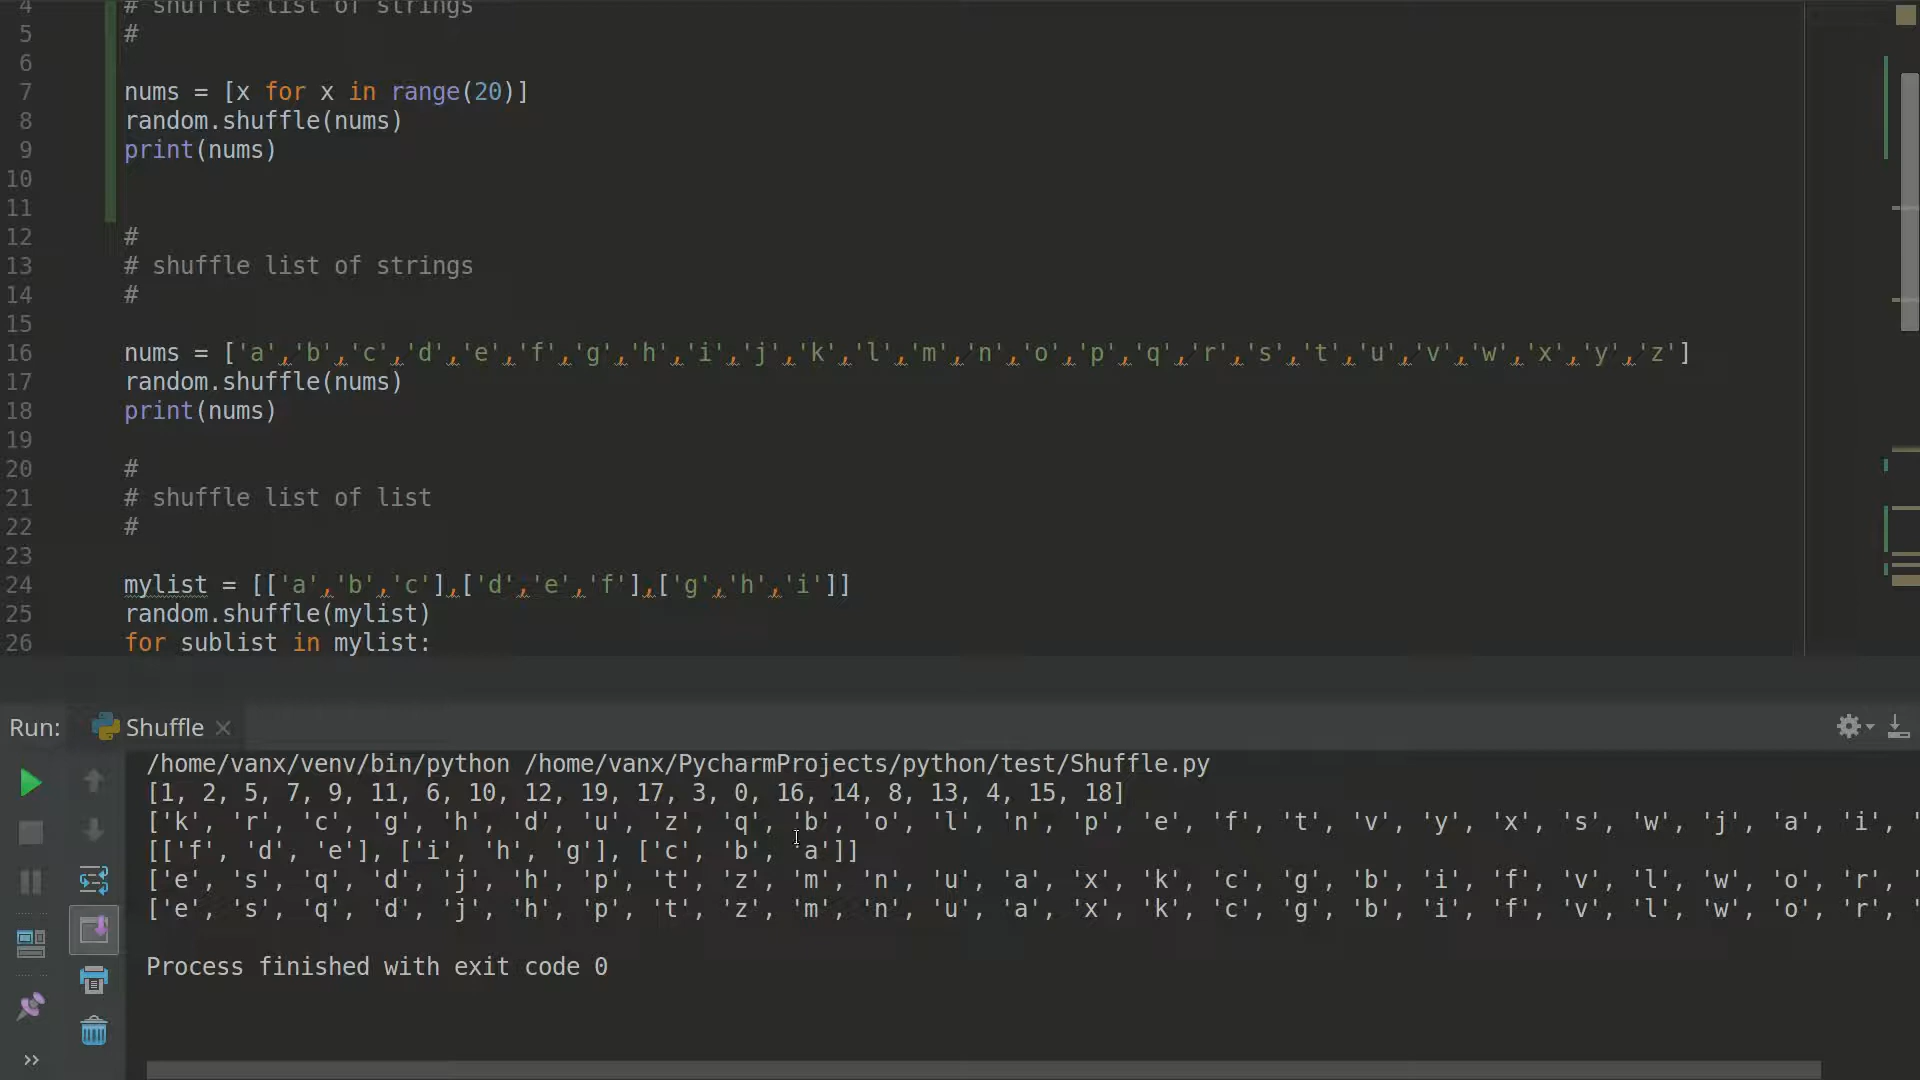 4 # shuffle list of strings
5 #
6
7 nums = [x for x in range(20)]
8 random.shuffle(nums)
9 print(nums)
10
11
12 #
13 # shuffle list of strings
14 #
15
16 nums = ['a','b','c','d','e','f','g','h','i','j','k','l','m','n','o','p','q','r','s','t','u','v','w','x','y','z']
17 random.shuffle(nums)
18 print(nums)
19
20 #
21 # shuffle list of list
22 #
23
24 mylist = [['a','b','c'],['d','e','f'],['g','h','i']]
25 random.shuffle(mylist)
26 for sublist in mylist:
Run: Shuffle
/home/vanx/venv/bin/python /home/vanx/PycharmProjects/python/test/Shuffle.py
[1, 2, 5, 7, 9, 11, 6, 10, 12, 19, 17, 3, 0, 16, 14, 8, 13, 4, 15, 18]
['k', 'r', 'c', 'g', 'h', 'd', 'u', 'z', 'q', 'b', 'o', 'l', 'n', 'p', 'e', 'f', 't', 'v', 'y', 'x', 's', 'w', 'j', 'a', 'i', '
[['f', 'd', 'e'], ['i', 'h', 'g'], ['c', 'b', 'a']]
['e', 's', 'q', 'd', 'j', 'h', 'p', 't', 'z', 'm', 'n', 'u', 'a', 'x', 'k', 'c', 'g', 'b', 'i', 'f', 'v', 'l', 'w', 'o', 'r', '
['e', 's', 'q', 'd', 'j', 'h', 'p', 't', 'z', 'm', 'n', 'u', 'a', 'x', 'k', 'c', 'g', 'b', 'i', 'f', 'v', 'l', 'w', 'o', 'r', '
Process finished with exit code 0